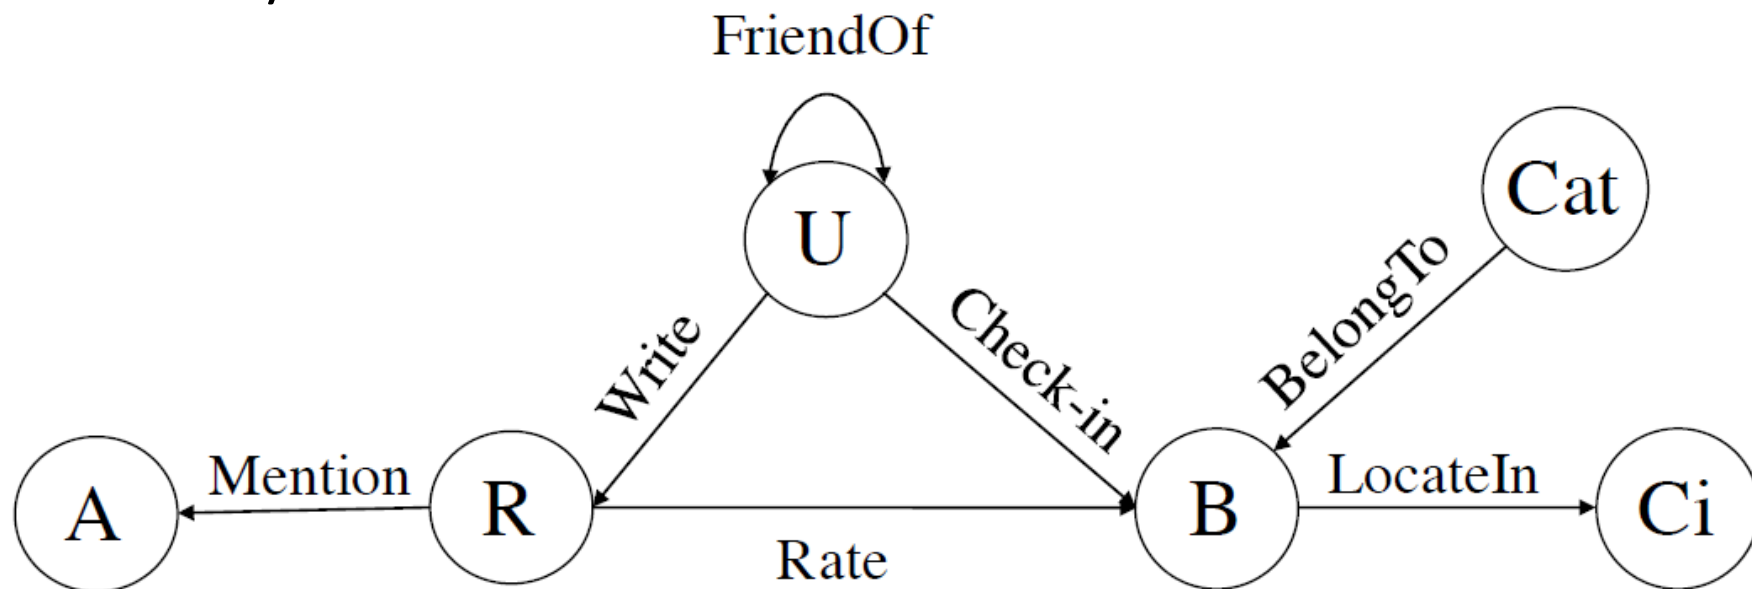 FriendOf
U
Cat
Write
Check-in
BelongTo
A
Mention
R
Rate
B
LocateIn
Ci